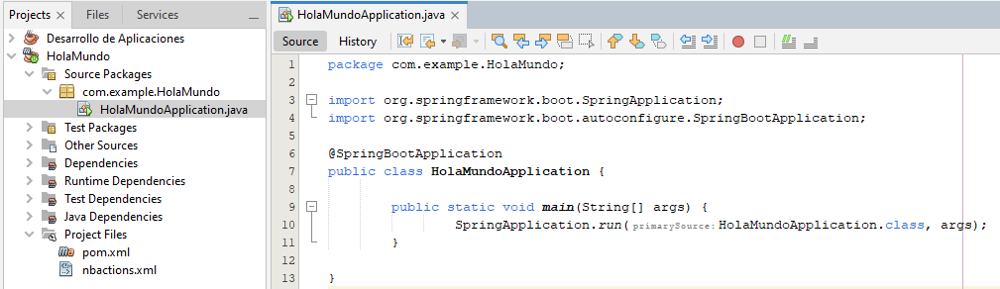 Projects
Files
Services
Desarrollo de Aplicaciones
HolaMundo
Source Packages
com.example.HolaMundo
HolaMundoApplication.java
Test Packages
Other Sources
Dependencies
Runtime Dependencies
Test Dependencies
Java Dependencies
Project Files
pom.xml
nbactions.xml
HolaMundoApplication.java
Source History
1 package com.example.HolaMundo;
2
3 import org.springframework.boot.SpringApplication;
4 import org.springframework.boot.autoconfigure.SpringBootApplication;
5
6 @SpringBootApplication
7 public class HolaMundoApplication {
8
9 public static void main(String[] args) {
10 SpringApplication.run( primarySource: HolaMundoApplication.class, args);
11 }
12
13 }